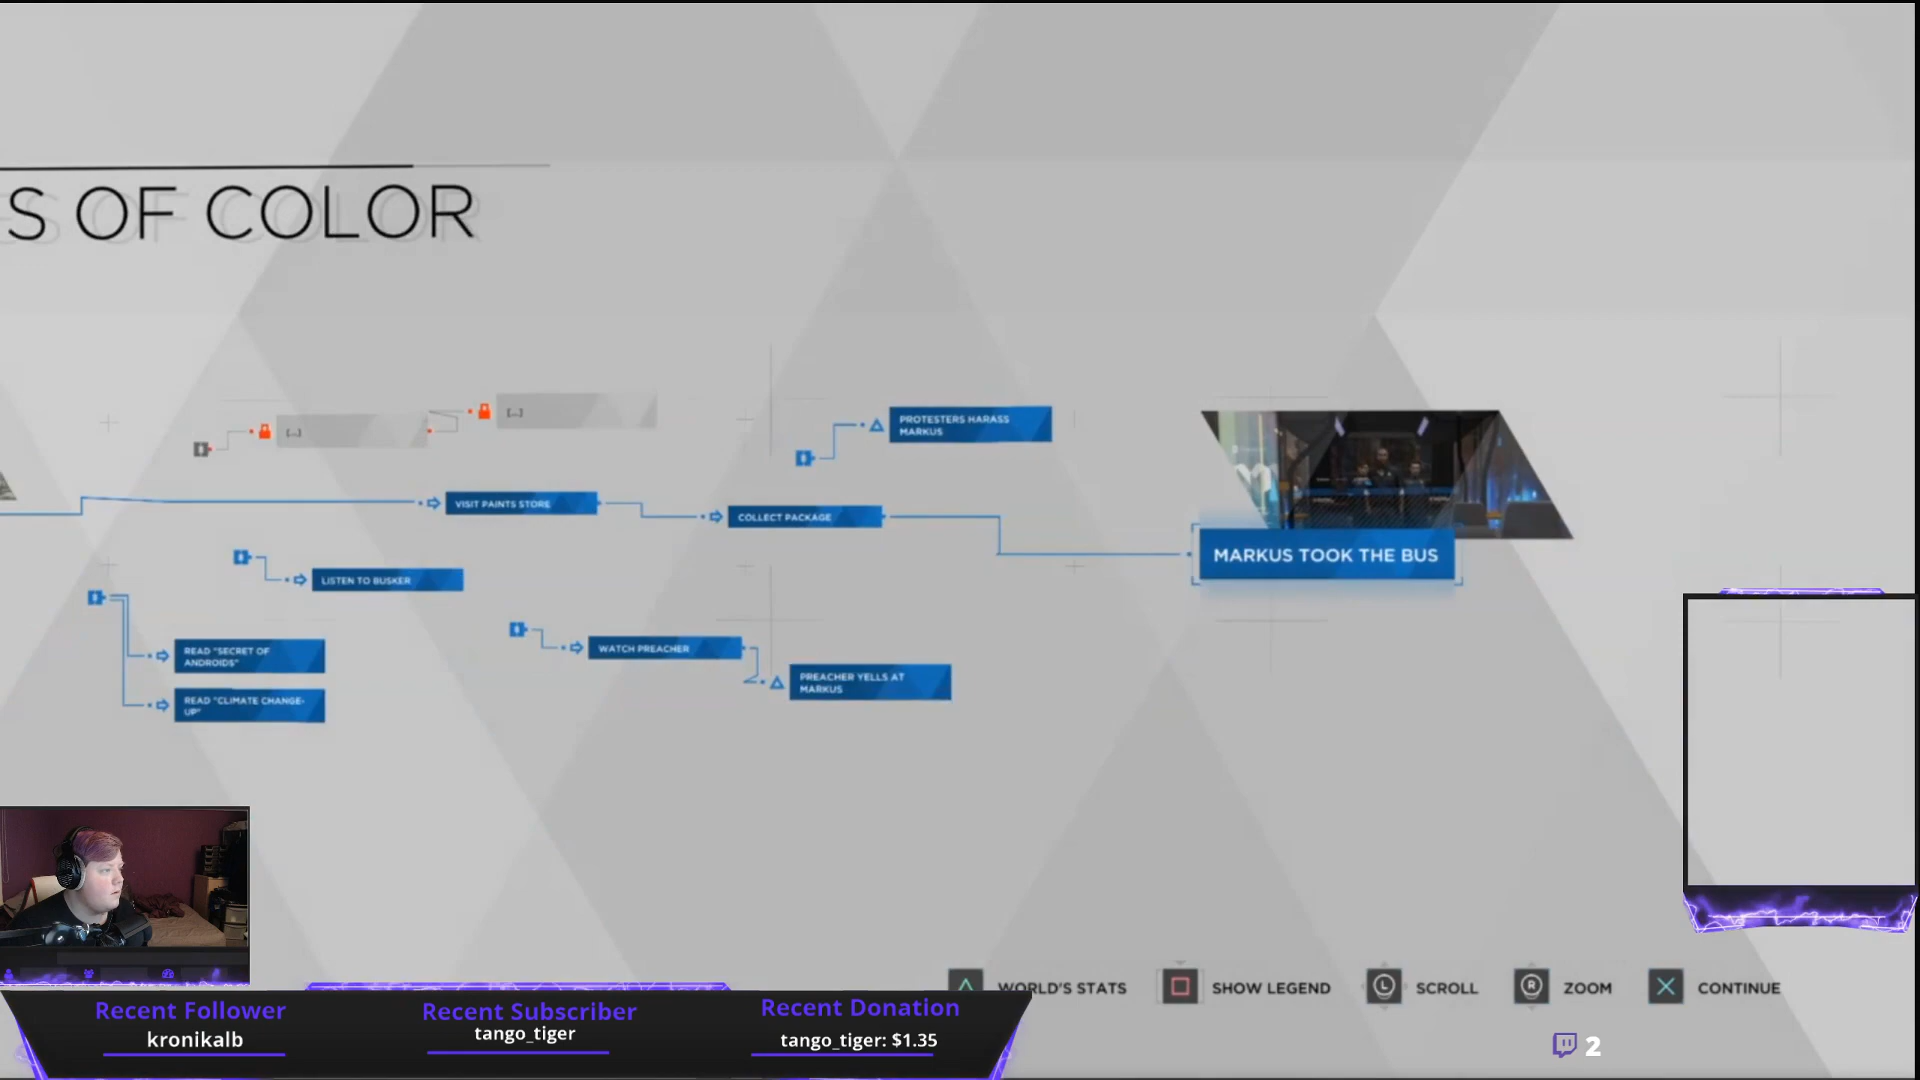 S OF COLOR
[...]
[...]
PROTESTERS HARASS
MARKUS
VISIT PAINTS STORE
COLLECT PACKAGE
MARKUS TOOK THE BUS
LISTEN TO BUSKER
READ "SECRET OF
ANDROIDS"
WATCH PREACHER
PREACHER YELLS AT
MARKUS
READ "CLIMATE CHANGE-
UP"
WORLD'S STATS
SHOW LEGEND
L
SCROLL
R
ZOOM
CONTINUE
Recent Follower
kronikalb
Recent Subscriber
tango_tiger
Recent Donation
tango_tiger: $1.35
2